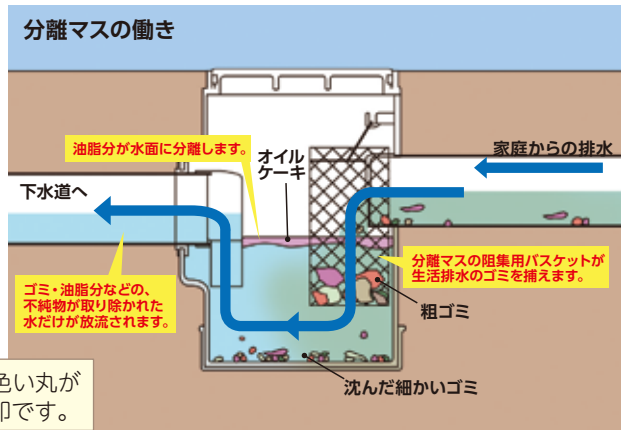 分離マスの働き
油脂分が水面に分離します。
オイル
ケーキ
家庭からの排水
下水道へ
分離マスの阻集用バスケットが
生活排水のゴミを捕えます。
ゴミ・油脂分などの、
不純物が取り除かれた
水だけが放流されます。
粗ゴミ
沈んだ細かいゴミ
色い丸が
印です。